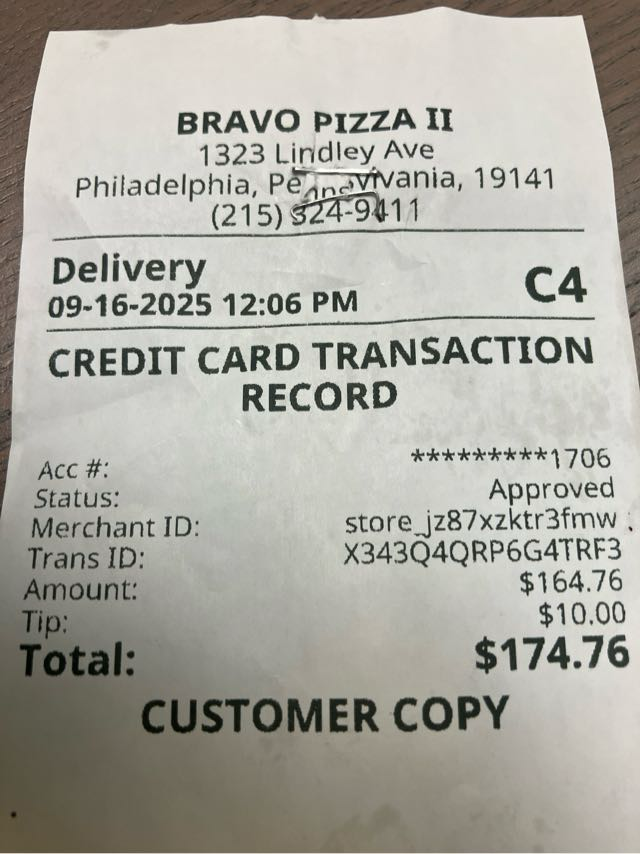 BRAVO PIZZA II
1323 Lindley Ave
Philadelphia, Pennsylvania, 19141
(215) 324-9411
Delivery
09-16-2025 12:06 PM
C4
CREDIT CARD TRANSACTION
RECORD
Acc #: *********1706
Status: Approved
Merchant ID: store_jz87xzktr3fmw
Trans ID: X343Q4QRP6G4TRF3
Amount: $164.76
Tip: $10.00
Total: $174.76
CUSTOMER COPY